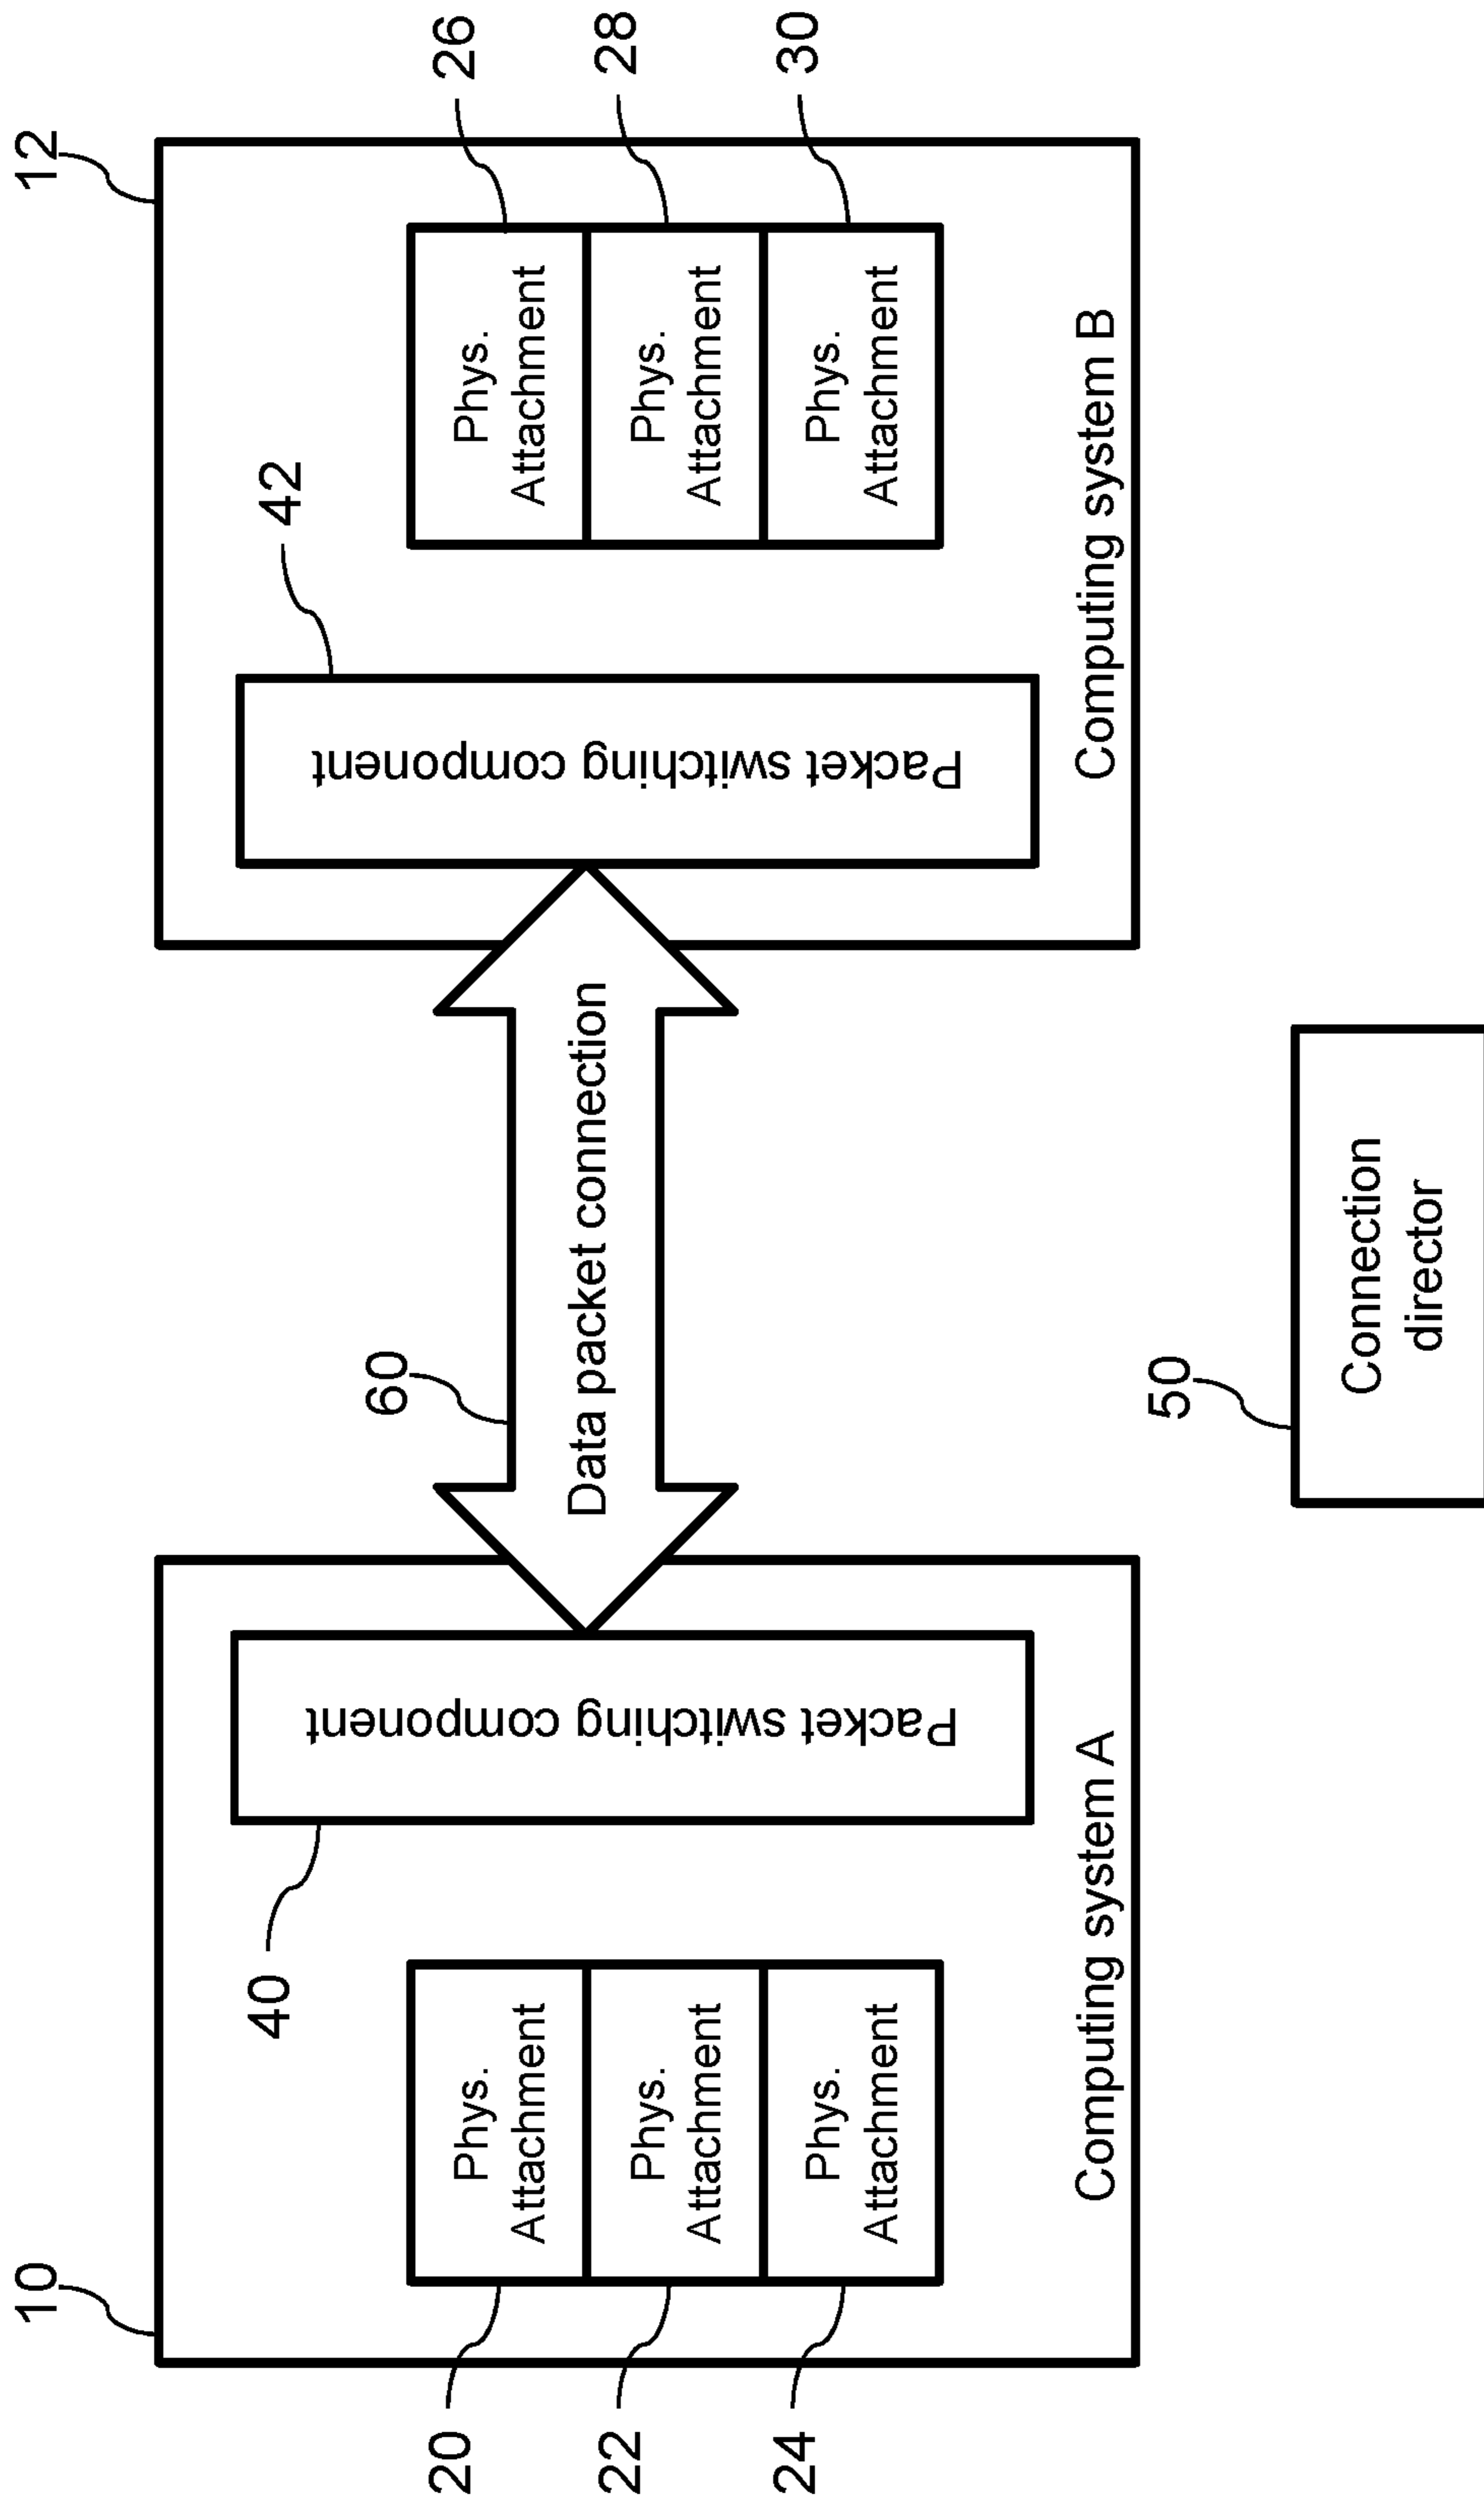 10
12
60
40
42
20
22
24
26
28
30
Phys.
Attachment
Phys.
Attachment
Phys.
Attachment
Packet switching component
Data packet connection
Packet switching component
Phys.
Attachment
Phys.
Attachment
Phys.
Attachment
Computing system A
Computing system B
50
Connection
director